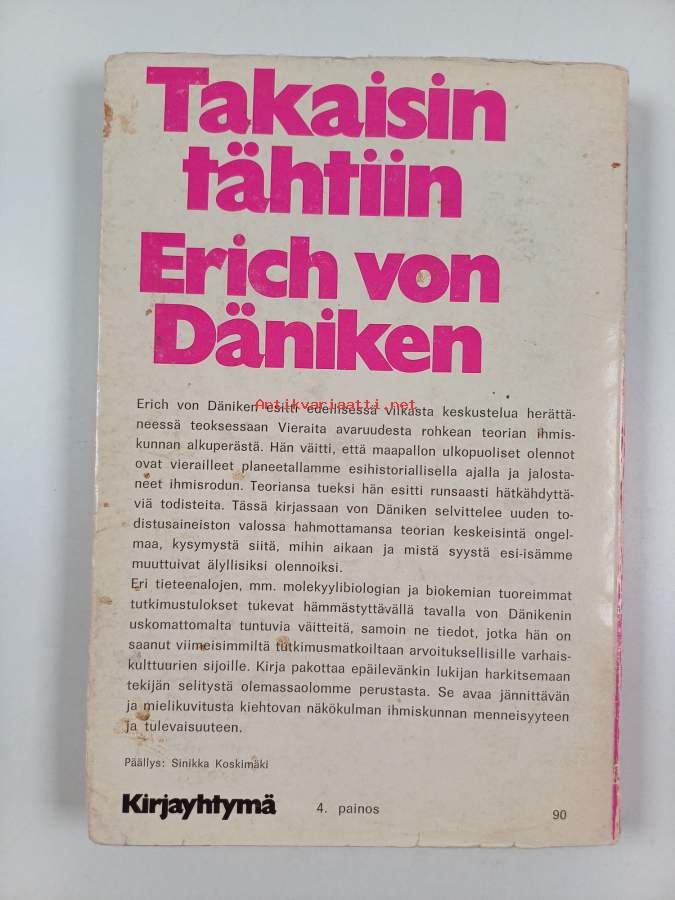 Takaisin
tähtiin
Erich von
Däniken
Erich von Däniken esitti edellisessä vilkasta keskustelua herättä-
neessä teoksessaan Vieraita avaruudesta rohkean teorian ihmis-
kunnan alkuperästä. Hän väitti, että maapallon ulkopuoliset olennot
ovat vierailleet planeetallamme esihistoriallisella ajalla ja jalosta-
neet ihmisrodun. Teoriansa tueksi hän esitti runsaasti hätkähdyttä-
viä todisteita. Tässä kirjassaan von Däniken selvittelee uuden to-
distusaineiston valossa hahmottamansa teorian keskeisintä ongel-
maa, kysymystä siitä, mihin aikaan ja mistä syystä esi-isämme
muuttuivat älyllisiksi olennoiksi.
Eri tieteenalojen, mm. molekyylibiologian ja biokemian tuoreimmat
tutkimustulokset tukevat hämmästyttävällä tavalla von Dänikenin
uskomattomalta tuntuvia väitteitä, samoin ne tiedot, jotka hän on
saanut viimeisimmiltä tutkimusmatkoiltaan arvoituksellisille varhais-
kulttuurien sijoille. Kirja pakottaa epäilevänkin lukijan harkitsemaan
tekijän selitystä olemassaolomme perustasta. Se avaa jännittävän
ja mielikuvitusta kiehtovan näkökulman ihmiskunnan menneisyyteen
ja tulevaisuuteen.
Päällys: Sinikka Koskimäki
Kirjayhtymä 4. painos 90
Antikvariaatti.net